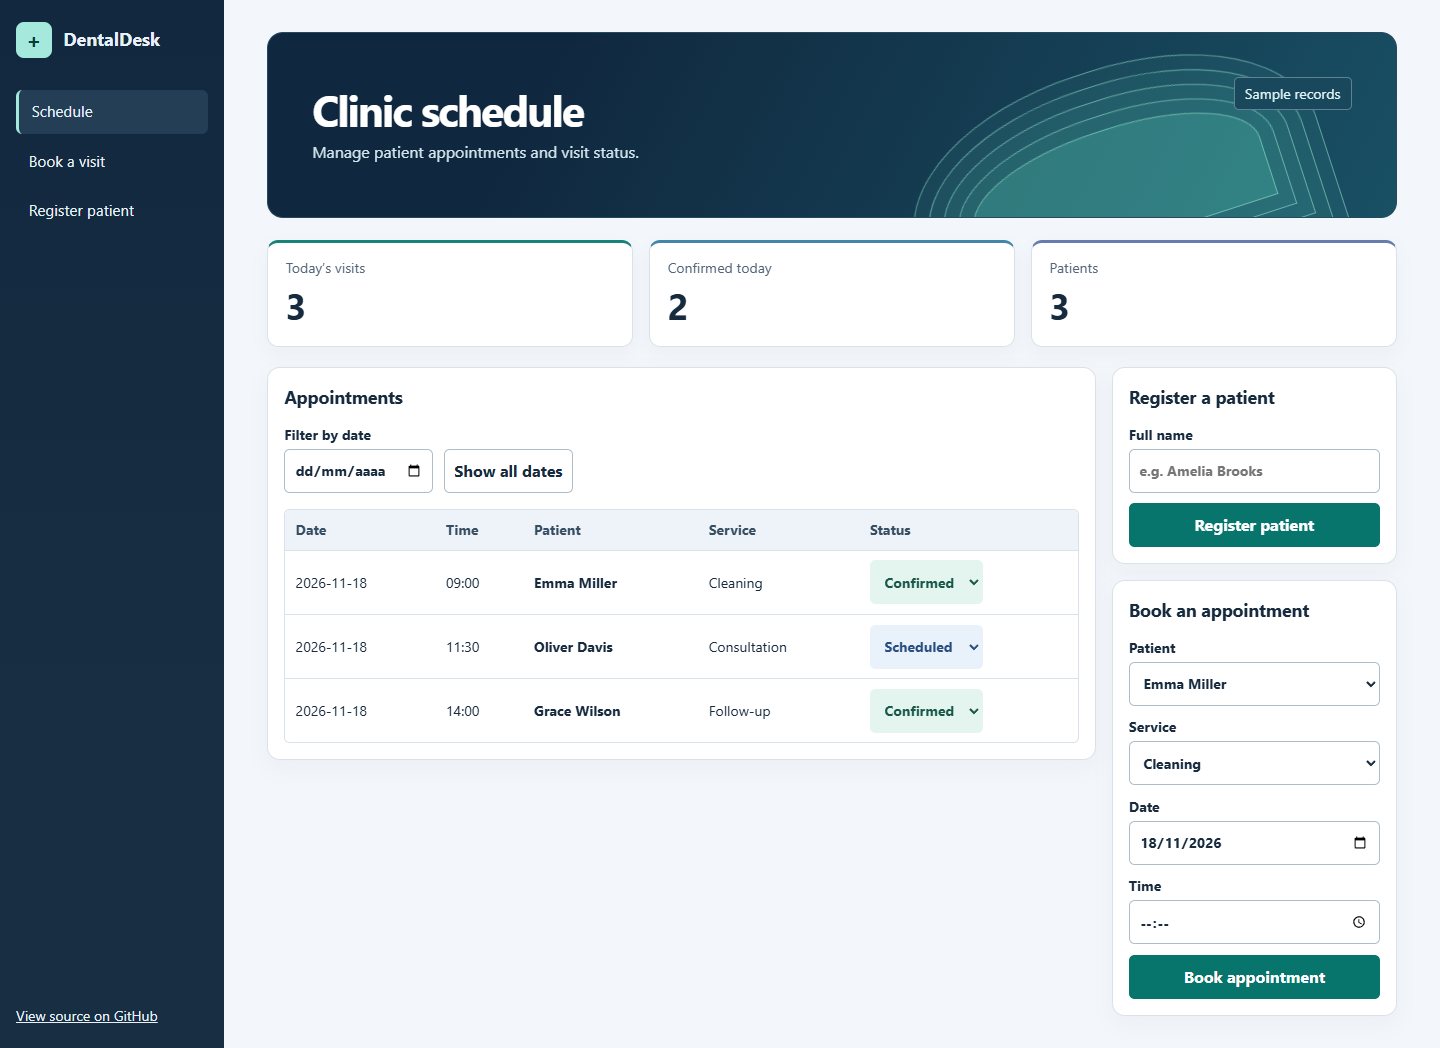 + DentalDesk
Schedule
Book a visit
Register patient
View source on GitHub
Clinic schedule
Manage patient appointments and visit status.
Sample records
Today's visits
3
Confirmed today
2
Patients
3
Appointments
Filter by date
dd/mm/aaaa
Show all dates
Date Time Patient Service Status
2026-11-18 09:00 Emma Miller Cleaning Confirmed
2026-11-18 11:30 Oliver Davis Consultation Scheduled
2026-11-18 14:00 Grace Wilson Follow-up Confirmed
Register a patient
Full name
e.g. Amelia Brooks
Register patient
Book an appointment
Patient
Emma Miller
Service
Cleaning
Date
18/11/2026
Time
--:--
Book appointment